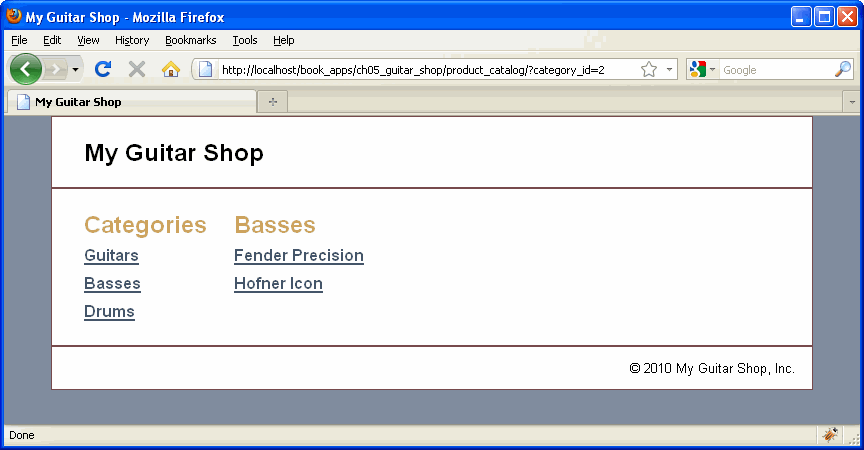 My Guitar Shop - Mozilla Firefox
File Edit View History Bookmarks Tools Help
http://localhost/book_apps/ch05_guitar_shop/product_catalog/?category_id=2
Google
My Guitar Shop
My Guitar Shop
Categories Basses
Guitars Fender Precision
Basses Hofner Icon
Drums
© 2010 My Guitar Shop, Inc.
Done